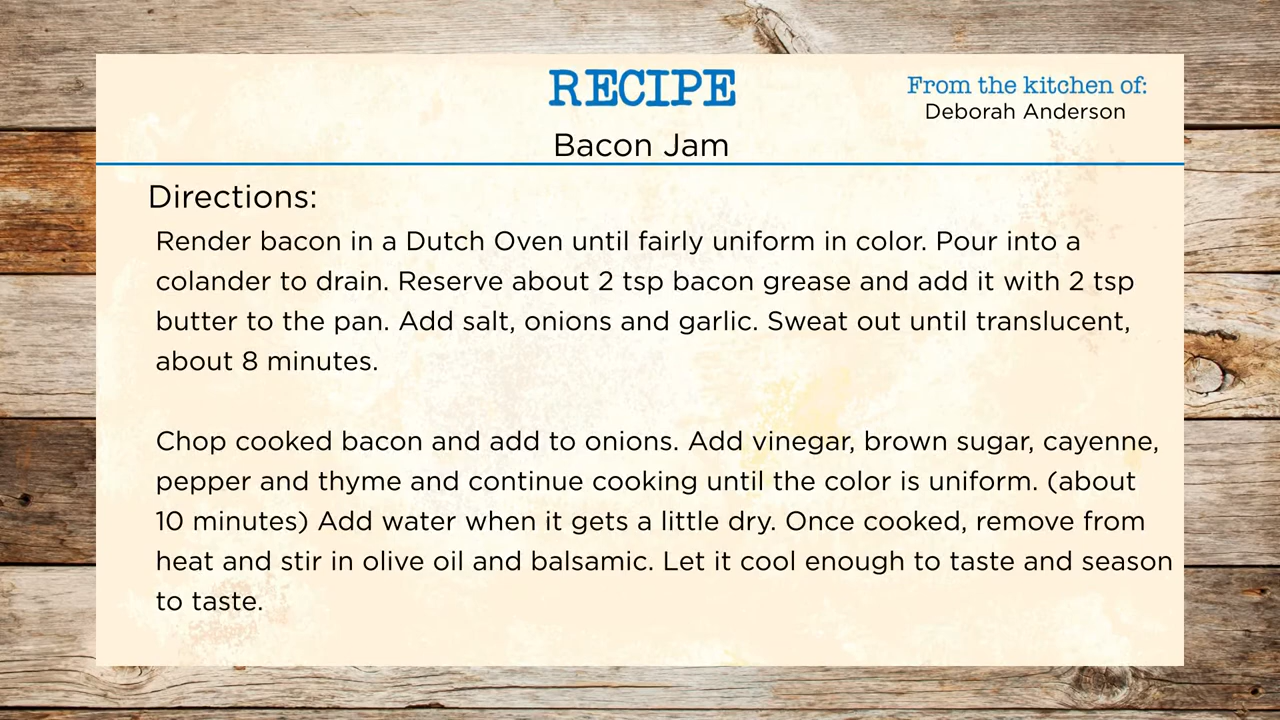 RECIPE
From the kitchen of:
Deborah Anderson
Bacon Jam
Directions:
Render bacon in a Dutch Oven until fairly uniform in color. Pour into a
colander to drain. Reserve about 2 tsp bacon grease and add it with 2 tsp
butter to the pan. Add salt, onions and garlic. Sweat out until translucent,
about 8 minutes.
Chop cooked bacon and add to onions. Add vinegar, brown sugar, cayenne,
pepper and thyme and continue cooking until the color is uniform. (about
10 minutes) Add water when it gets a little dry. Once cooked, remove from
heat and stir in olive oil and balsamic. Let it cool enough to taste and season
to taste.